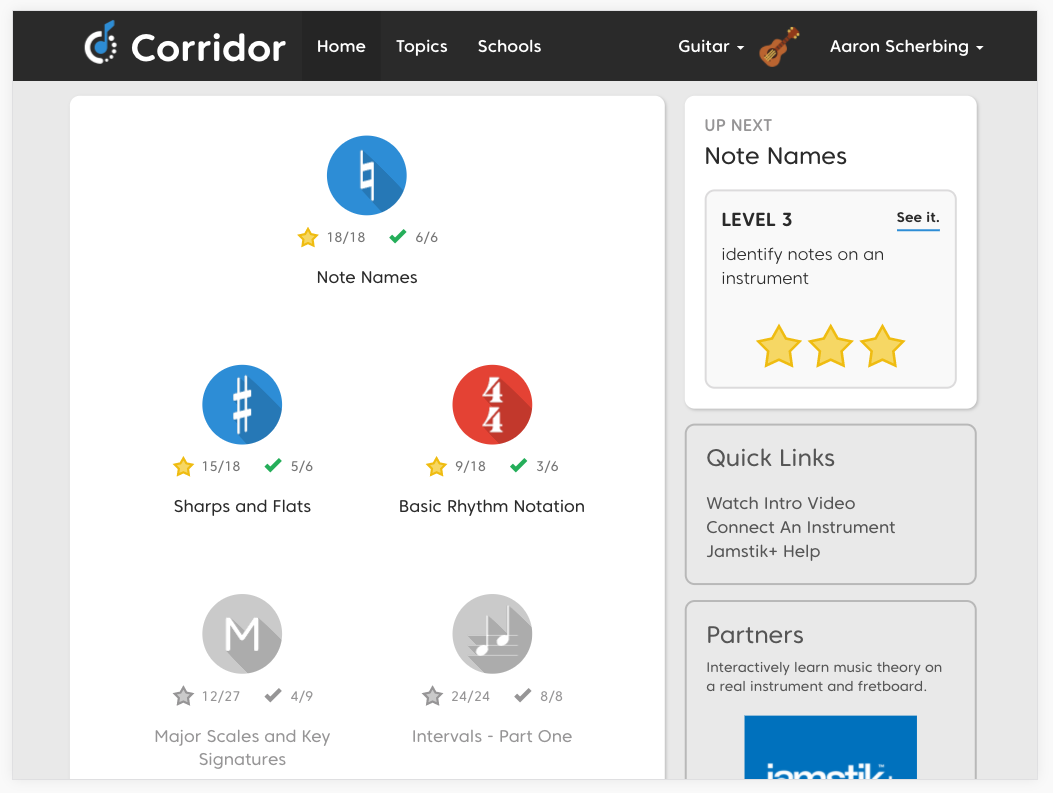 Corridor Home Topics Schools Guitar Aaron Scherbing
18/18 6/6
Note Names
15/18 5/6
Sharps and Flats
9/18 3/6
Basic Rhythm Notation
M
12/27 4/9
Major Scales and Key
Signatures
24/24 8/8
Intervals - Part One
UP NEXT
Note Names
LEVEL 3 See it.
identify notes on an
instrument
Quick Links
Watch Intro Video
Connect An Instrument
Jamstik+ Help
Partners
Interactively learn music theory on
a real instrument and fretboard.
jamstik+